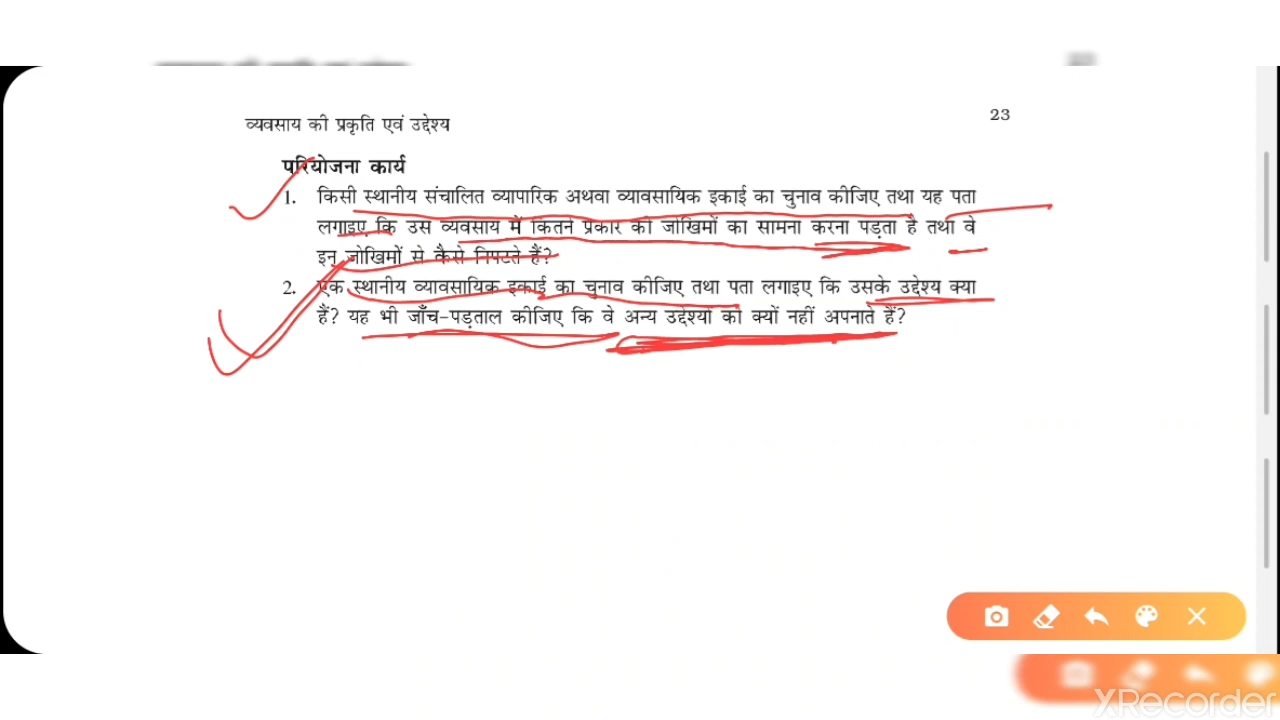 व्यवसाय की प्रकृति एवं उद्देश्य
23
परियोजना कार्य
1. किसी स्थानीय संचालित व्यापारिक अथवा व्यावसायिक इकाई का चुनाव कीजिए तथा यह पता
लगाइए कि उस व्यवसाय में कितने प्रकार की जोखिमों का सामना करना पड़ता है तथा वे
इन जोखिमों से कैसे निपटते हैं?
2. एक स्थानीय व्यावसायिक इकाई का चुनाव कीजिए तथा पता लगाइए कि उसके उद्देश्य क्या
हैं? यह भी जाँच-पड़ताल कीजिए कि वे अन्य उद्देश्यों को क्यों नहीं अपनाते हैं?
XRecorder